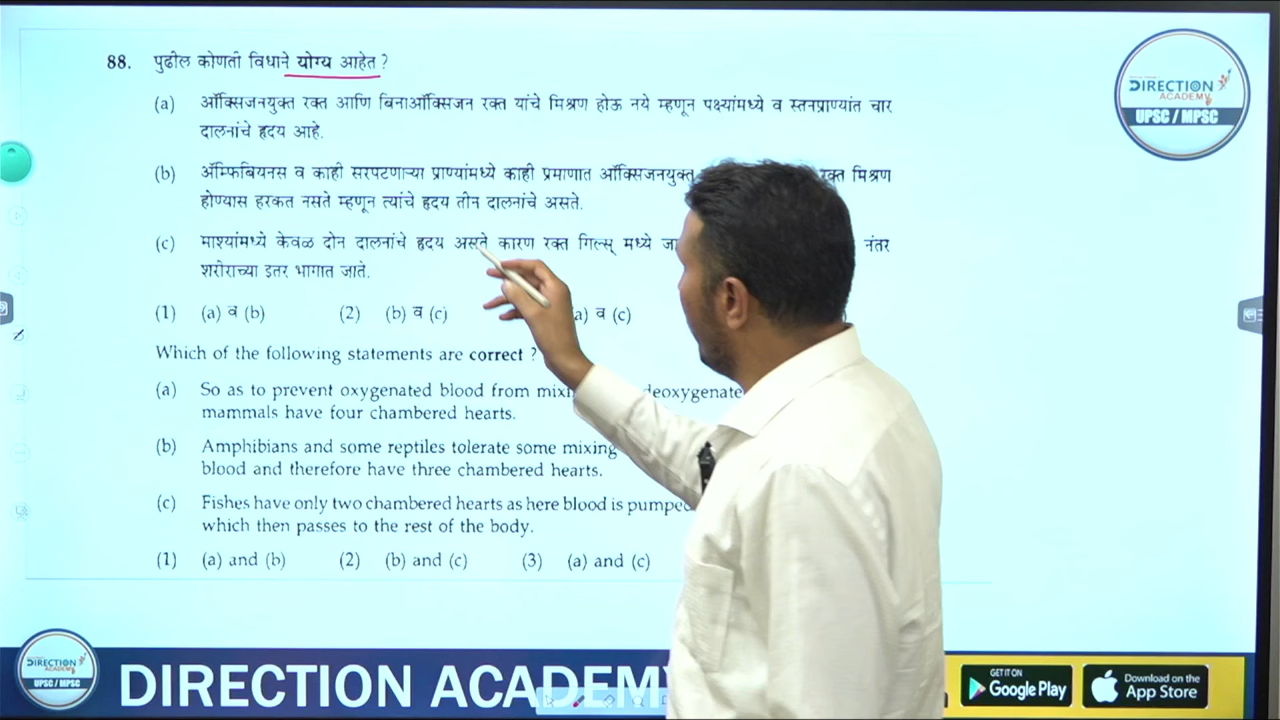 88. पुढील कोणती विधाने योग्य आहेत ?
(a) ऑक्सिजनयुक्त रक्त आणि बिनाऑक्सिजन रक्त यांचे मिश्रण होऊ नये म्हणून पक्ष्यांमध्ये व स्तनप्राण्यांत चार
दालनांचे हृदय आहे.
(b) ॲम्फिबियनस व काही सरपटणाऱ्या प्राण्यांमध्ये काही प्रमाणात ऑक्सिजनयुक्त रक्त मिश्रण
होण्यास हरकत नसते म्हणून त्यांचे हृदय तीन दालनांचे असते.
(c) माश्यांमध्ये केवळ दोन दालनांचे हृदय असते कारण रक्त गिल्स् मध्ये नंतर
शरीराच्या इतर भागात जाते.
(1) (a) व (b) (2) (b) व (c) (a) व (c)
Which of the following statements are correct ?
(a) So as to prevent oxygenated blood from
mammals have four chambered hearts.
(b) Amphibians and some reptiles tolerate some mixing
blood and therefore have three chambered hearts.
(c) Fishes have only two chambered hearts as here blood is pumped
which then passes to the rest of the body.
(1) (a) and (b) (2) (b) and (c) (3) (a) and (c)
DIRECTION
ACADEMY
UPSC / MPSC
DIRECTION
ACADEMY
UPSC / MPSC
DIRECTION ACADEMY
GET IT ON
Google Play
Download on the
App Store